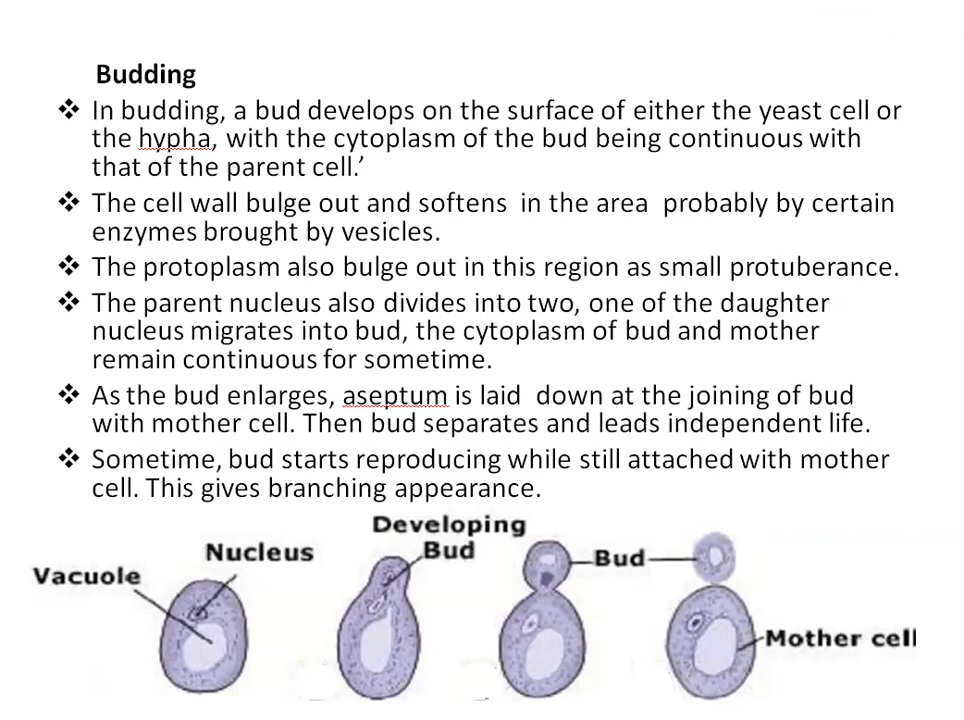 Budding
❖ In budding, a bud develops on the surface of either the yeast cell or
the hypha, with the cytoplasm of the bud being continuous with
that of the parent cell.’
❖ The cell wall bulge out and softens  in the area  probably by certain
enzymes brought by vesicles.
❖ The protoplasm also bulge out in this region as small protuberance.
❖ The parent nucleus also divides into two, one of the daughter
nucleus migrates into bud, the cytoplasm of bud and mother
remain continuous for sometime.
❖ As the bud enlarges, aseptum is laid  down at the joining of bud
with mother cell. Then bud separates and leads independent life.
❖ Sometime, bud starts reproducing while still attached with mother
cell. This gives branching appearance.
Vacuole
Nucleus
Developing
Bud
Bud
Mother cell